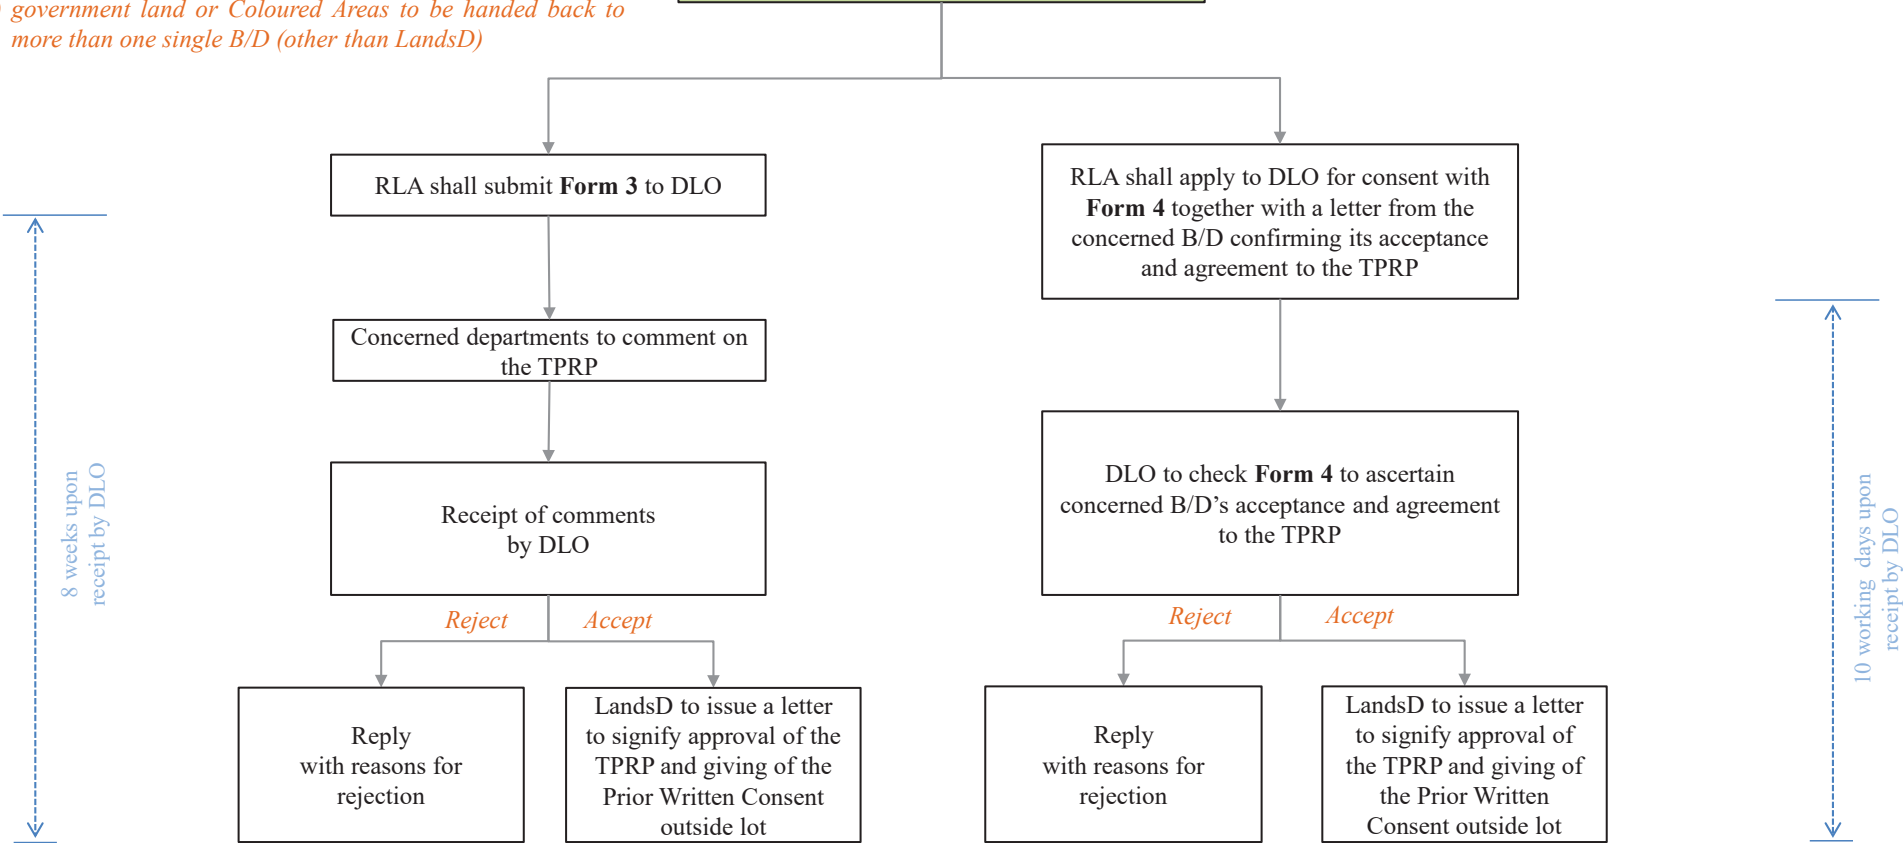 government land or Coloured Areas to be handed back to
more than one single B/D (other than LandsD)
RLA shall submit Form 3 to DLO
Concerned departments to comment on
the TPRP
Receipt of comments
by DLO
Reject
Accept
Reply
with reasons for
rejection
LandsD to issue a letter
to signify approval of the
TPRP and giving of the
Prior Written Consent
outside lot
8 weeks upon
receipt by DLO
RLA shall apply to DLO for consent with
Form 4 together with a letter from the
concerned B/D confirming its acceptance
and agreement to the TPRP
DLO to check Form 4 to ascertain
concerned B/D’s acceptance and agreement
to the TPRP
Reject
Accept
Reply
with reasons for
rejection
LandsD to issue a letter
to signify approval of
the TPRP and giving of
the Prior Written
Consent outside lot
10 working days upon
receipt by DLO